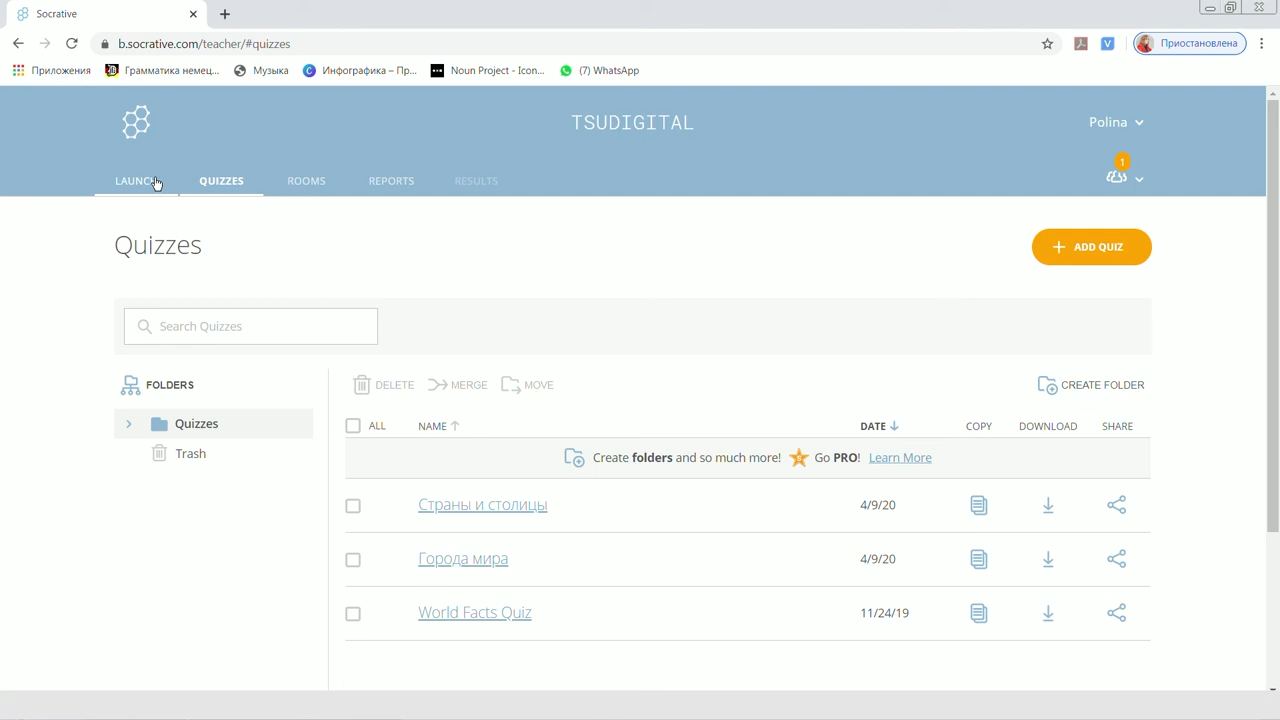 Socrative
b.socrative.com/teacher/#quizzes
Приостановлена
Приложения
Грамматика немец...
Музыка
Инфографика – Пр...
Noun Project - Icon...
(7) WhatsApp
TSUDIGITAL
Polina
1
LAUNCH
QUIZZES
ROOMS
REPORTS
RESULTS
Quizzes
ADD QUIZ
Search Quizzes
FOLDERS
DELETE
MERGE
MOVE
CREATE FOLDER
Quizzes
Trash
ALL
NAME
DATE
COPY
DOWNLOAD
SHARE
Create folders and so much more! Go PRO! Learn More
Страны и столицы 4/9/20
Города мира 4/9/20
World Facts Quiz 11/24/19